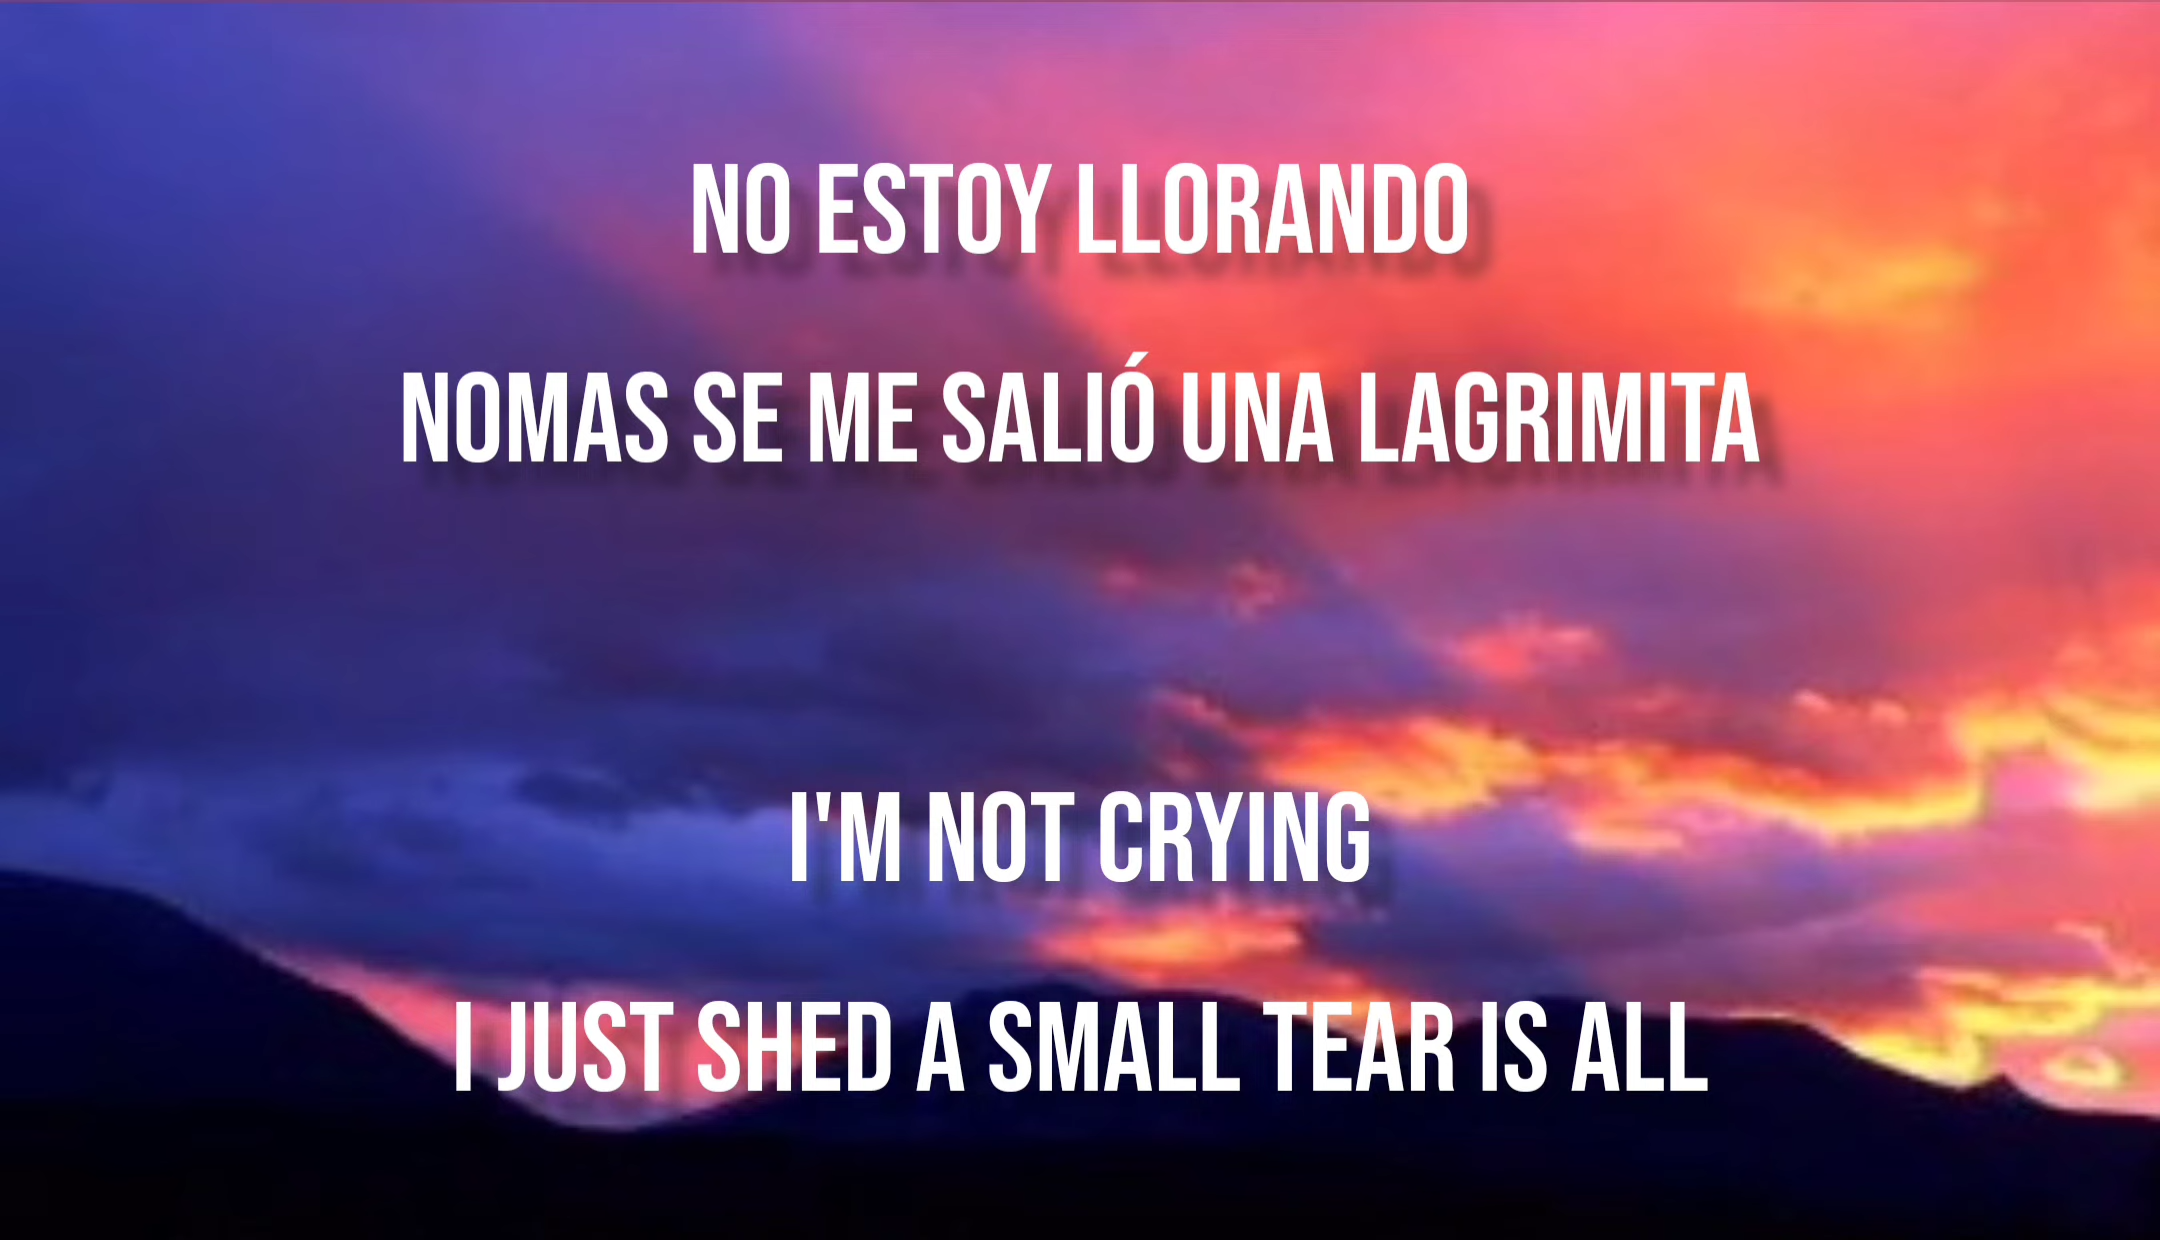 NO ESTOY LLORANDO
NOMAS SE ME SALIÓ UNA LAGRIMITA
I'M NOT CRYING
I JUST SHED A SMALL TEAR IS ALL